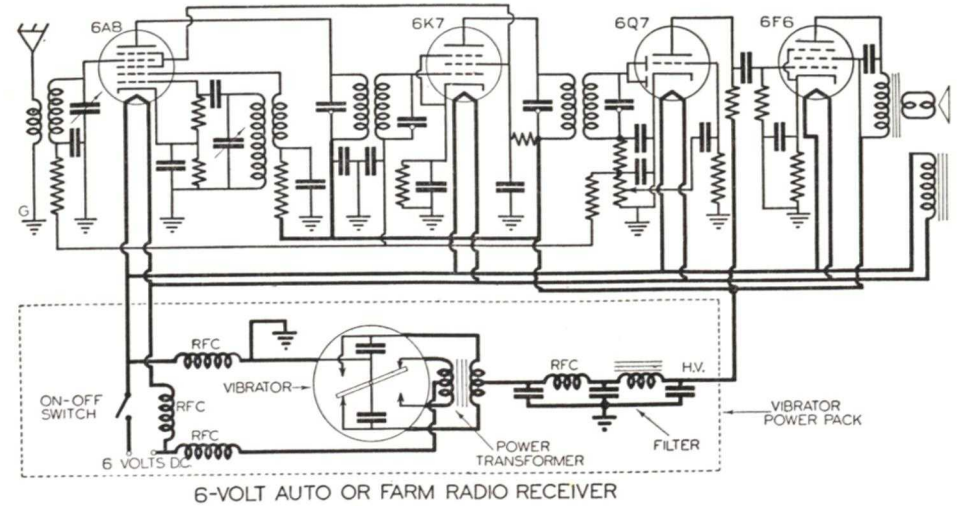 6A8
6K7
6Q7
6F6
G
RFC
H.V.
RFC
VIBRATOR
ON-OFF
SWITCH
RFC
VIBRATOR
POWER PACK
RFC
POWER
TRANSFORMER
FILTER
6 VOLTS D.C.
6-VOLT AUTO OR FARM RADIO RECEIVER